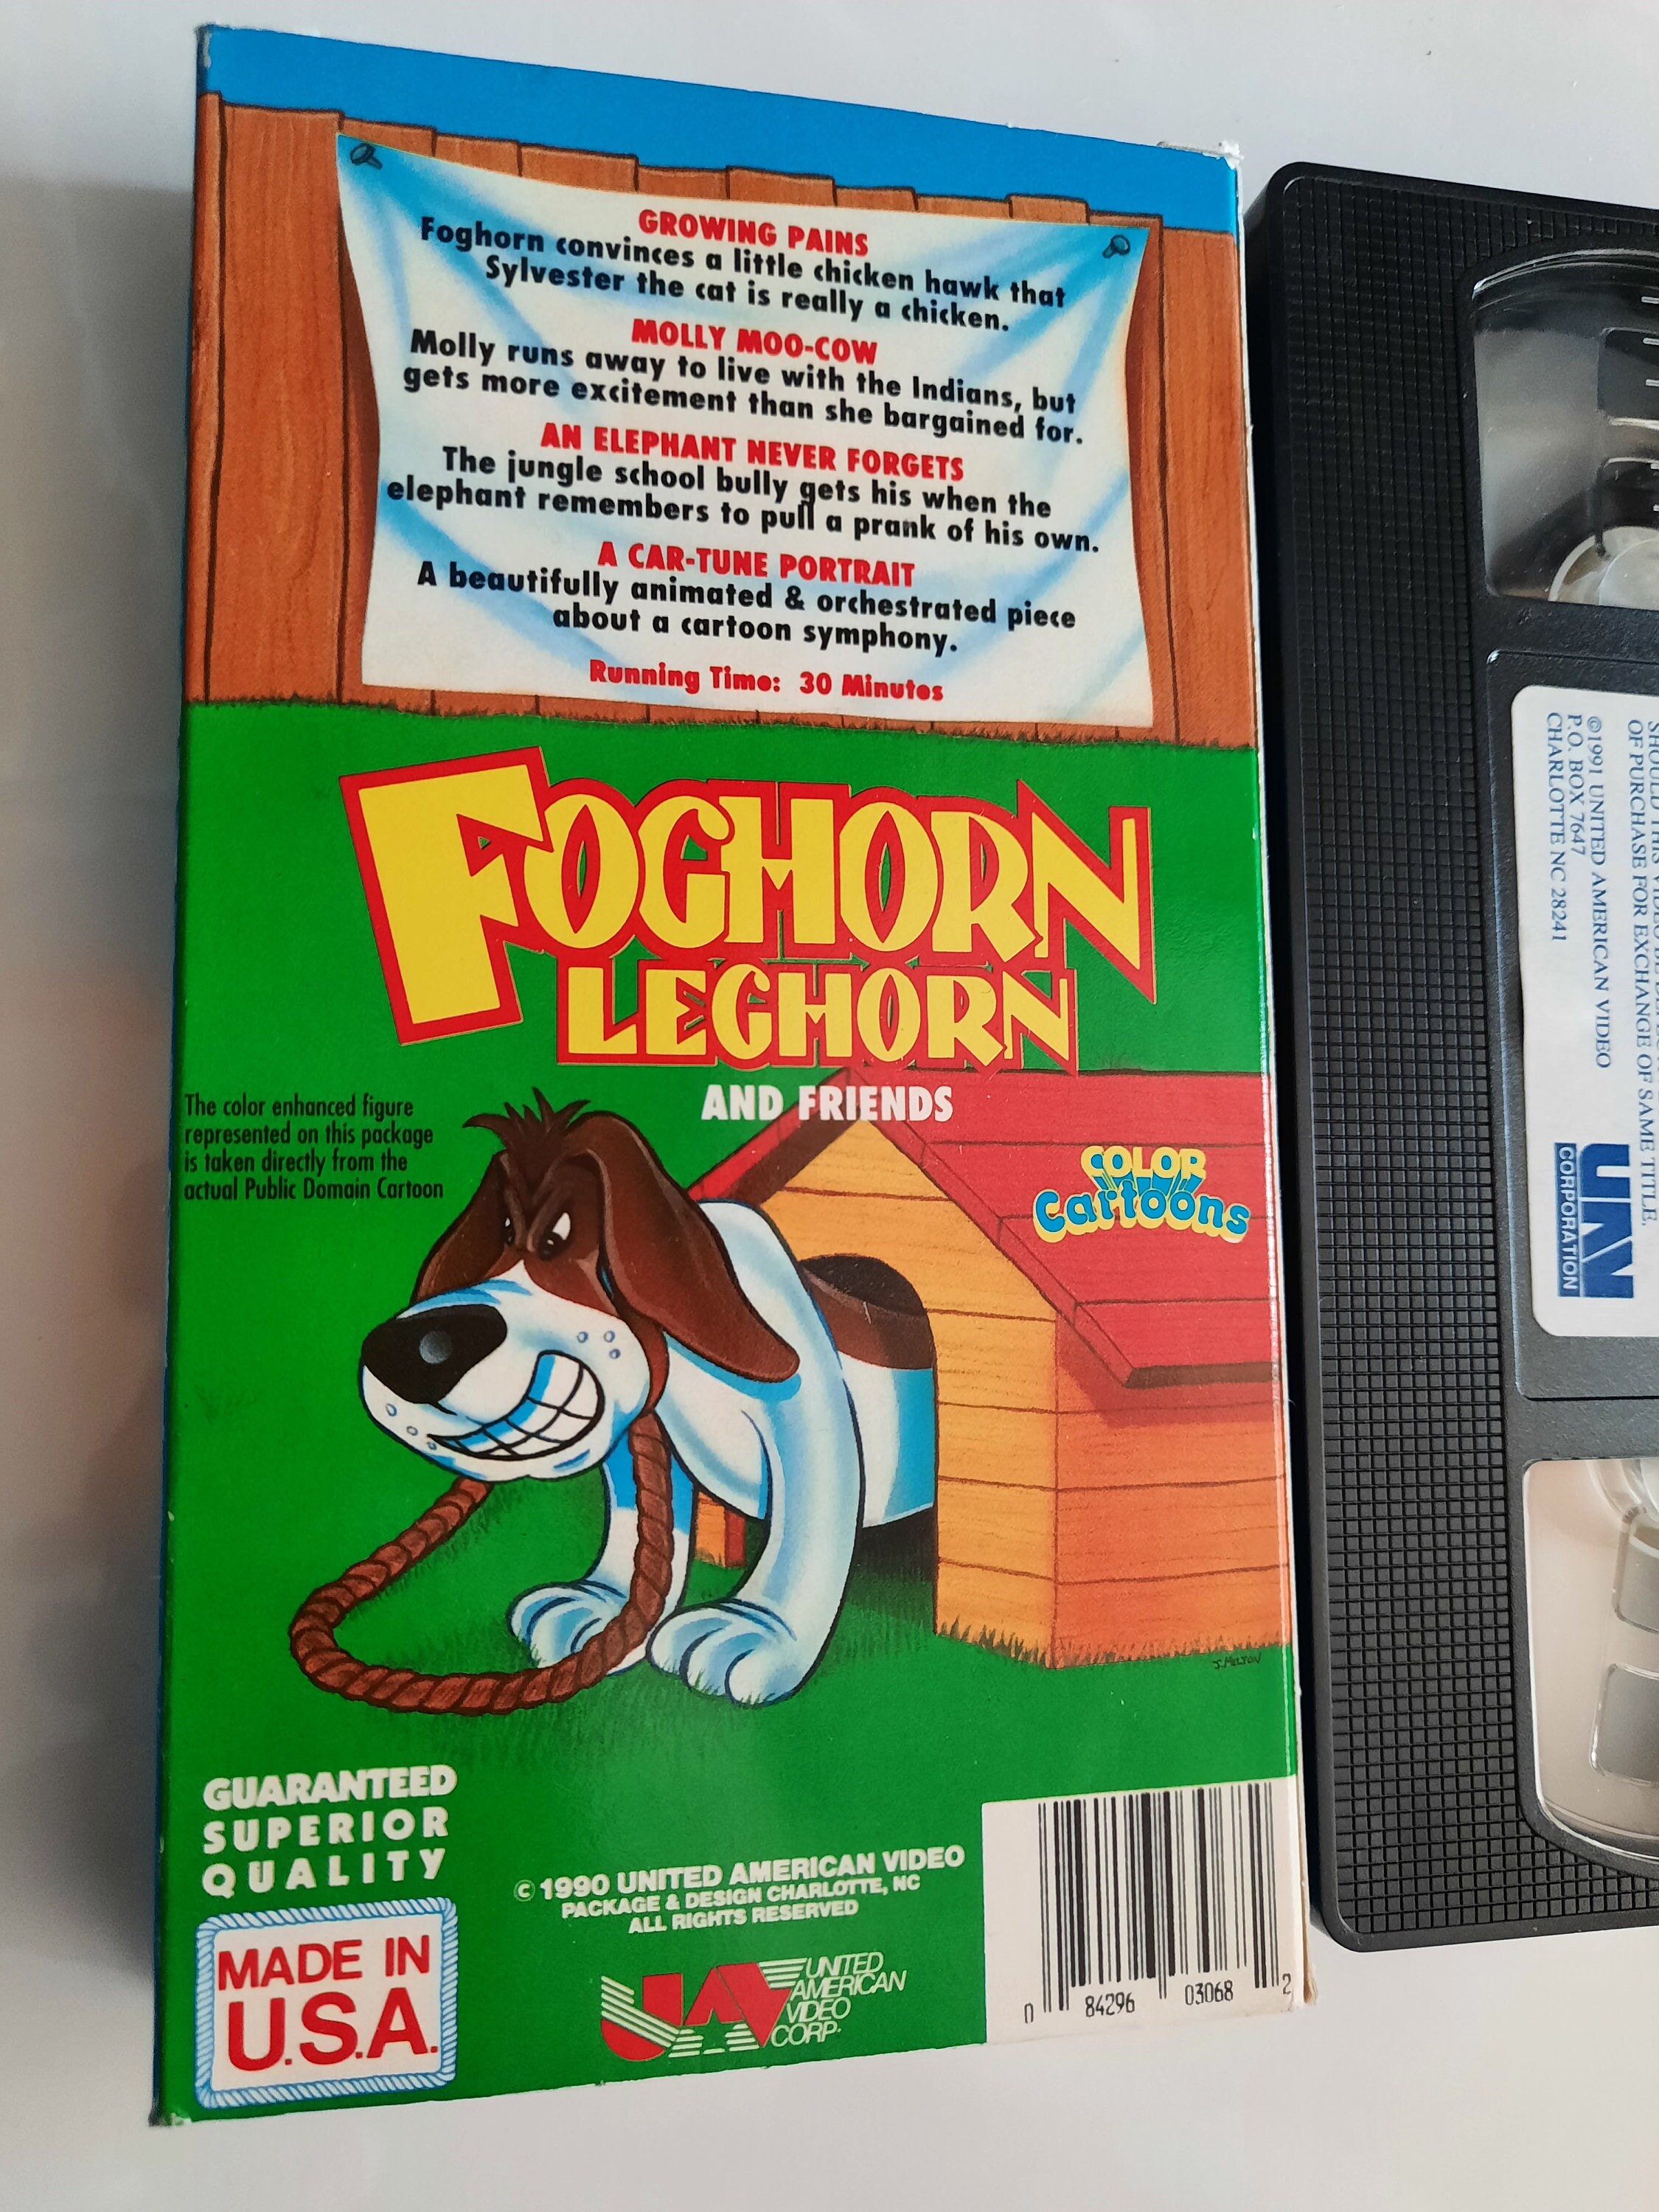 GROWING PAINS
Foghorn convinces a little chicken hawk that
Sylvester the cat is really a chicken.
MOLLY MOO-COW
Molly runs away to live with the Indians, but
gets more excitement than she bargained for.
AN ELEPHANT NEVER FORGETS
The jungle school bully gets his when the
elephant remembers to pull a prank of his own.
A CAR-TUNE PORTRAIT
A beautifully animated & orchestrated piece
about a cartoon symphony.
Running Time: 30 Minutes
FOGHORN
LEGHORN
AND FRIENDS
The color enhanced figure
represented on this package
is taken directly from the
actual Public Domain Cartoon
COLOR
Cartoons
J. MELTON
GUARANTEED
SUPERIOR
QUALITY
MADE IN
U.S.A.
© 1990 UNITED AMERICAN VIDEO
PACKAGE & DESIGN CHARLOTTE, NC
ALL RIGHTS RESERVED
UAV
UNITED
AMERICAN
VIDEO
CORP.
0 84296 03068 2
SHOULD THIS VIDEO BE
OF PURCHASE FOR EXCHANGE OF SAME TITLE.
©1991 UNITED AMERICAN VIDEO
P.O. BOX 7647
CHARLOTTE NC 28241
UAV
CORPORATION